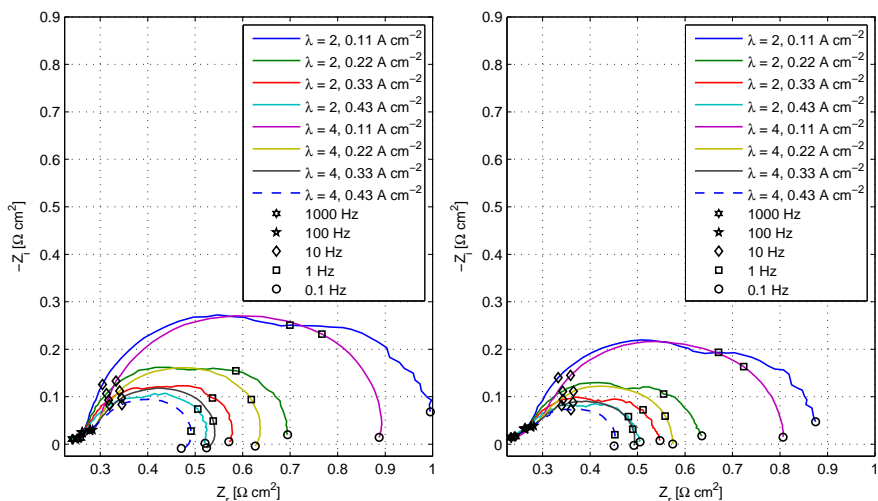 0.9
0.8
0.7
0.6
0.5
0.4
0.3
0.2
0.1
0
−Z_i [Ω cm²]
0.3 0.4 0.5 0.6 0.7 0.8 0.9 1
Z_r [Ω cm²]
λ = 2, 0.11 A cm⁻²
λ = 2, 0.22 A cm⁻²
λ = 2, 0.33 A cm⁻²
λ = 2, 0.43 A cm⁻²
λ = 4, 0.11 A cm⁻²
λ = 4, 0.22 A cm⁻²
λ = 4, 0.33 A cm⁻²
λ = 4, 0.43 A cm⁻²
1000 Hz
100 Hz
10 Hz
1 Hz
0.1 Hz
0.9
0.8
0.7
0.6
0.5
0.4
0.3
0.2
0.1
0
−Z_i [Ω cm²]
0.3 0.4 0.5 0.6 0.7 0.8 0.9 1
Z_r [Ω cm²]
λ = 2, 0.11 A cm⁻²
λ = 2, 0.22 A cm⁻²
λ = 2, 0.33 A cm⁻²
λ = 2, 0.43 A cm⁻²
λ = 4, 0.11 A cm⁻²
λ = 4, 0.22 A cm⁻²
λ = 4, 0.33 A cm⁻²
λ = 4, 0.43 A cm⁻²
1000 Hz
100 Hz
10 Hz
1 Hz
0.1 Hz